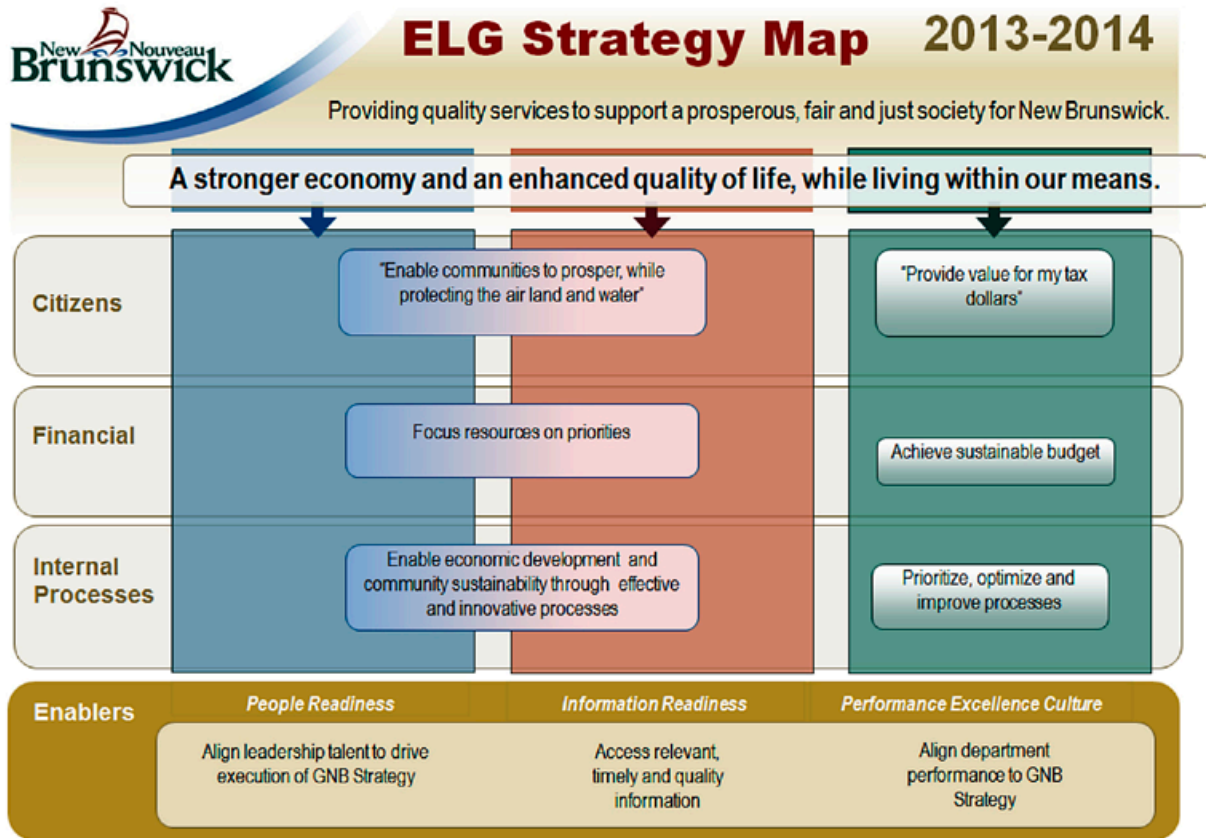 New Nouveau
Brunswick
ELG Strategy Map 2013-2014
Providing quality services to support a prosperous, fair and just society for New Brunswick.
A stronger economy and an enhanced quality of life, while living within our means.
Citizens
"Enable communities to prosper, while
protecting the air land and water"
"Provide value for my tax
dollars"
Financial
Focus resources on priorities
Achieve sustainable budget
Internal
Processes
Enable economic development and
community sustainability through effective
and innovative processes
Prioritize, optimize and
improve processes
Enablers
People Readiness
Information Readiness
Performance Excellence Culture
Align leadership talent to drive
execution of GNB Strategy
Access relevant,
timely and quality
information
Align department
performance to GNB
Strategy